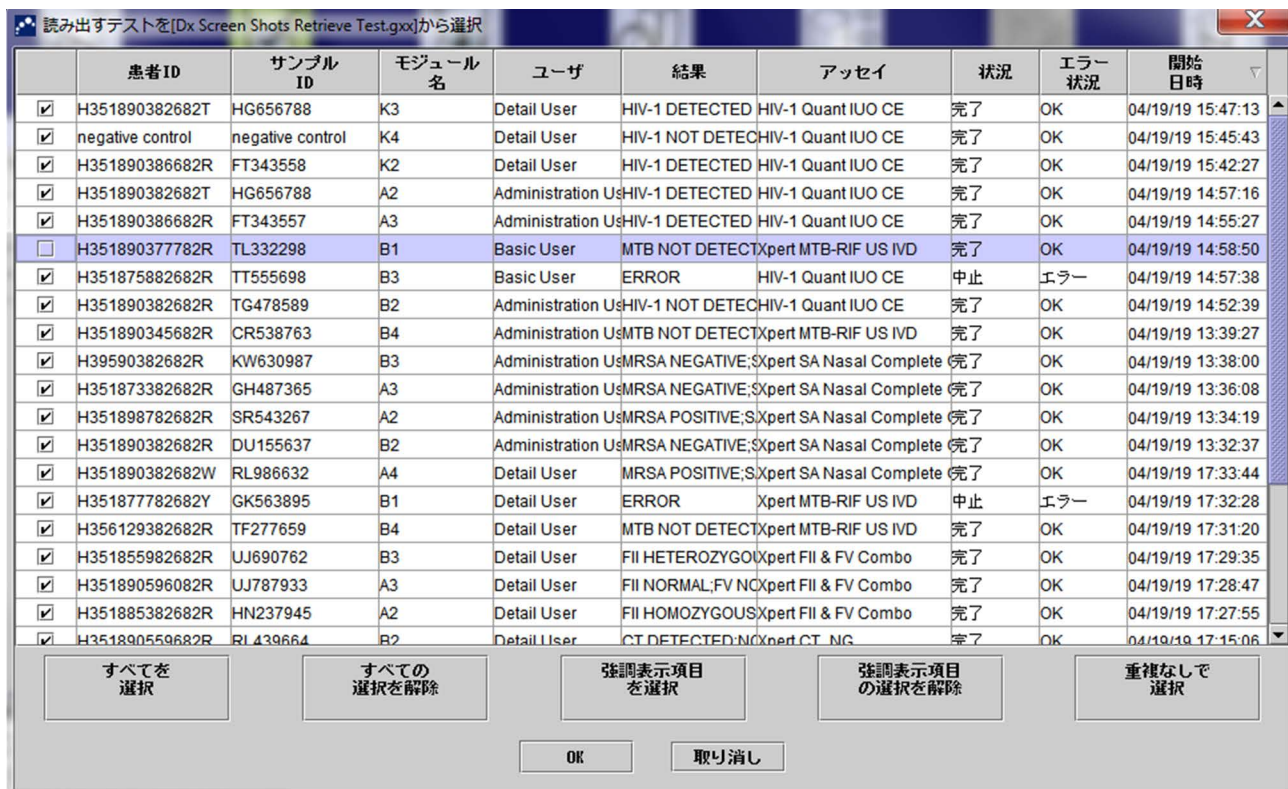 読み出すテストを[Dx Screen Shots Retrieve Test.gxx]から選択
患者ID サンプル ID モジュール 名 ユーザ 結果 アッセイ 状況 エラー 状況 開始 日時
H351890382682T HG656788 K3 Detail User HIV-1 DETECTED HIV-1 Quant IUO CE 完了 OK 04/19/19 15:47:13
negative control negative control K4 Detail User HIV-1 NOT DETEC HIV-1 Quant IUO CE 完了 OK 04/19/19 15:45:43
H351890386682R FT343558 K2 Detail User HIV-1 DETECTED HIV-1 Quant IUO CE 完了 OK 04/19/19 15:42:27
H351890382682T HG656788 A2 Administration Us HIV-1 DETECTED HIV-1 Quant IUO CE 完了 OK 04/19/19 14:57:16
H351890386682R FT343557 A3 Administration Us HIV-1 DETECTED HIV-1 Quant IUO CE 完了 OK 04/19/19 14:55:27
H351890377782R TL332298 B1 Basic User MTB NOT DETECT Xpert MTB-RIF US IVD 完了 OK 04/19/19 14:58:50
H351875882682R TT555698 B3 Basic User ERROR HIV-1 Quant IUO CE 中止 エラー 04/19/19 14:57:38
H351890382682R TG478589 B2 Administration Us HIV-1 NOT DETEC HIV-1 Quant IUO CE 完了 OK 04/19/19 14:52:39
H351890345682R CR538763 B4 Administration Us MTB NOT DETECT Xpert MTB-RIF US IVD 完了 OK 04/19/19 13:39:27
H39590382682R KW630987 B3 Administration Us MRSA NEGATIVE;S Xpert SA Nasal Complete 完了 OK 04/19/19 13:38:00
H351873382682R GH487365 A3 Administration Us MRSA NEGATIVE;S Xpert SA Nasal Complete 完了 OK 04/19/19 13:36:08
H351898782682R SR543267 A2 Administration Us MRSA POSITIVE;S Xpert SA Nasal Complete 完了 OK 04/19/19 13:34:19
H351890382682R DU155637 B2 Administration Us MRSA NEGATIVE;S Xpert SA Nasal Complete 完了 OK 04/19/19 13:32:37
H351890382682W RL986632 A4 Detail User MRSA POSITIVE;S Xpert SA Nasal Complete 完了 OK 04/19/19 17:33:44
H351877782682Y GK563895 B1 Detail User ERROR Xpert MTB-RIF US IVD 中止 エラー 04/19/19 17:32:28
H356129382682R TF277659 B4 Detail User MTB NOT DETECT Xpert MTB-RIF US IVD 完了 OK 04/19/19 17:31:20
H351855982682R UJ690762 B3 Detail User FII HETEROZYGOU Xpert FII & FV Combo 完了 OK 04/19/19 17:29:35
H351890596082R UJ787933 A3 Detail User FII NORMAL;FV NO Xpert FII & FV Combo 完了 OK 04/19/19 17:28:47
H351885382682R HN237945 A2 Detail User FII HOMOZYGOUS Xpert FII & FV Combo 完了 OK 04/19/19 17:27:55
H351890559682R RL439664 B2 Detail User CT DETECTED;NG Xpert CT_NG 完了 OK 04/19/19 17:15:06
すべてを 選択 すべての 選択を解除 強調表示項目 を選択 強調表示項目 の選択を解除 重複なしで 選択
OK 取り消し